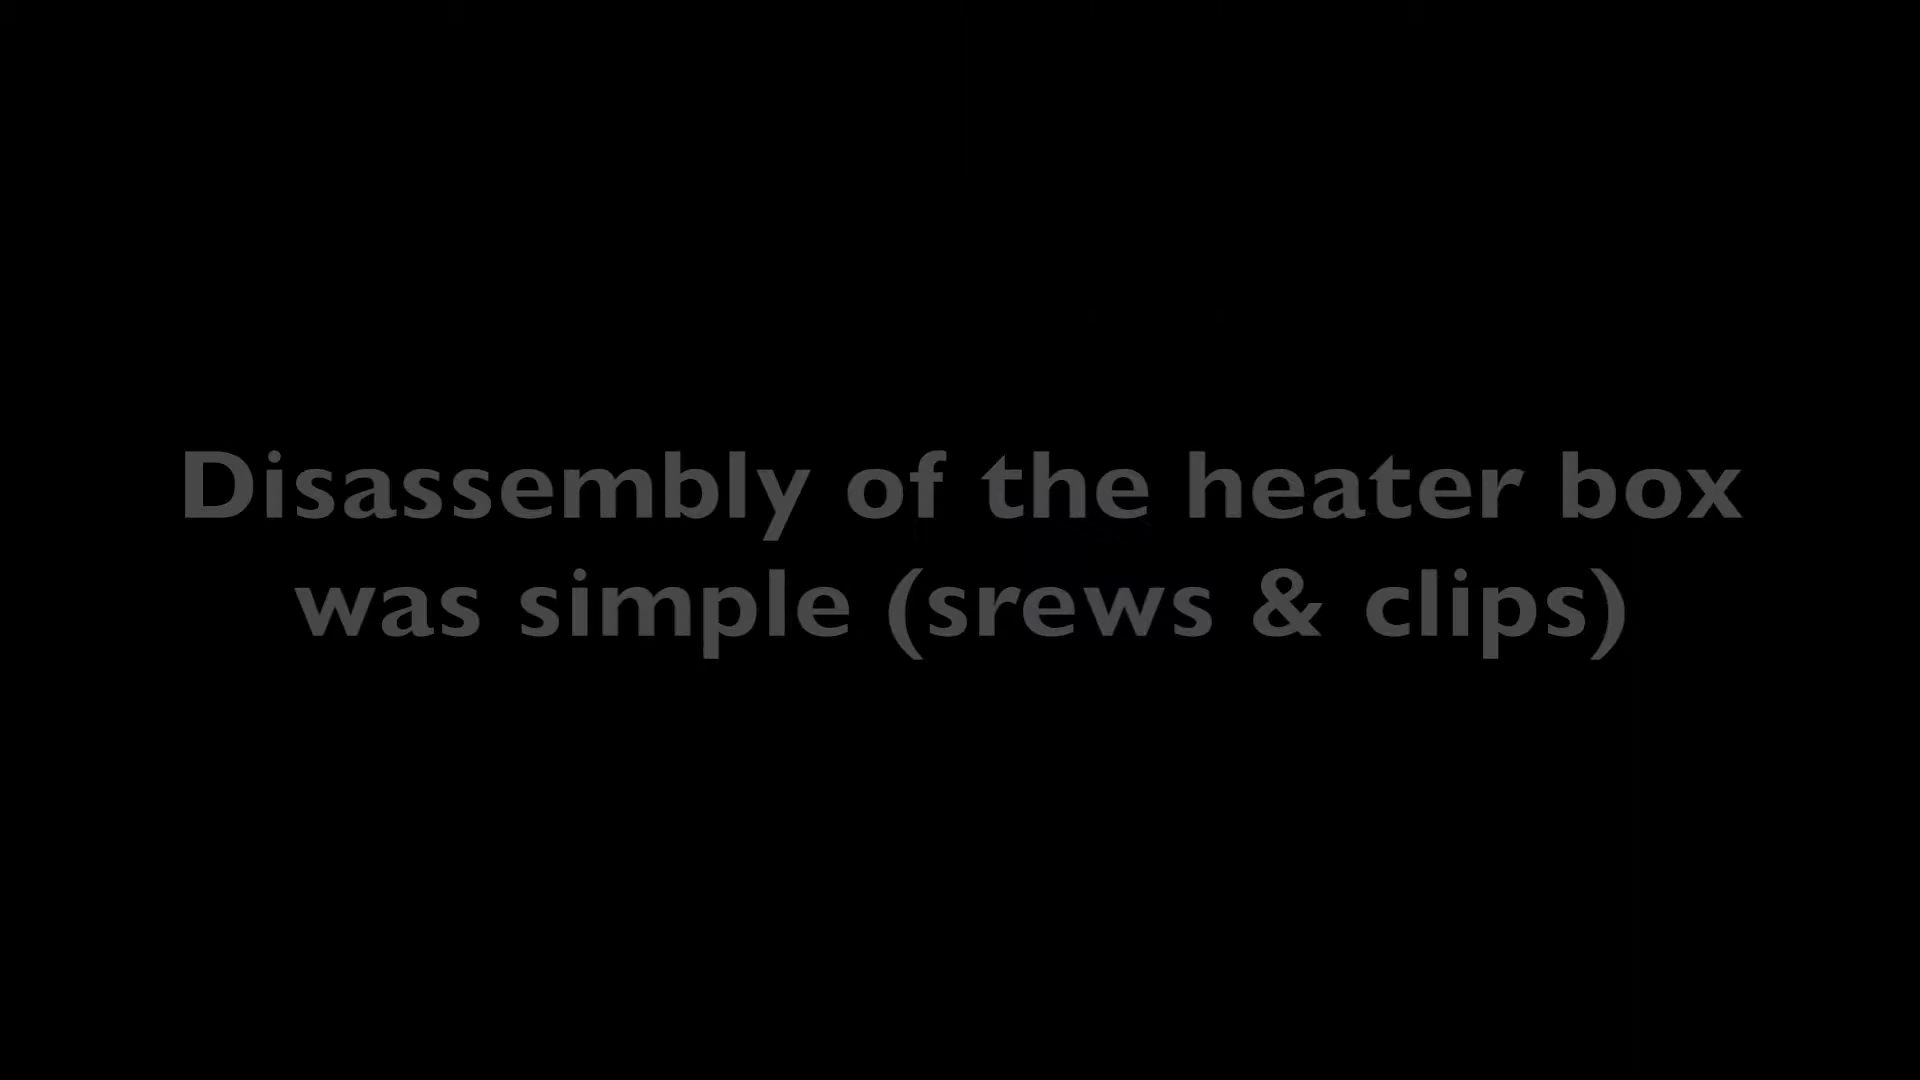 Disassembly of the heater box
was simple (srews & clips)